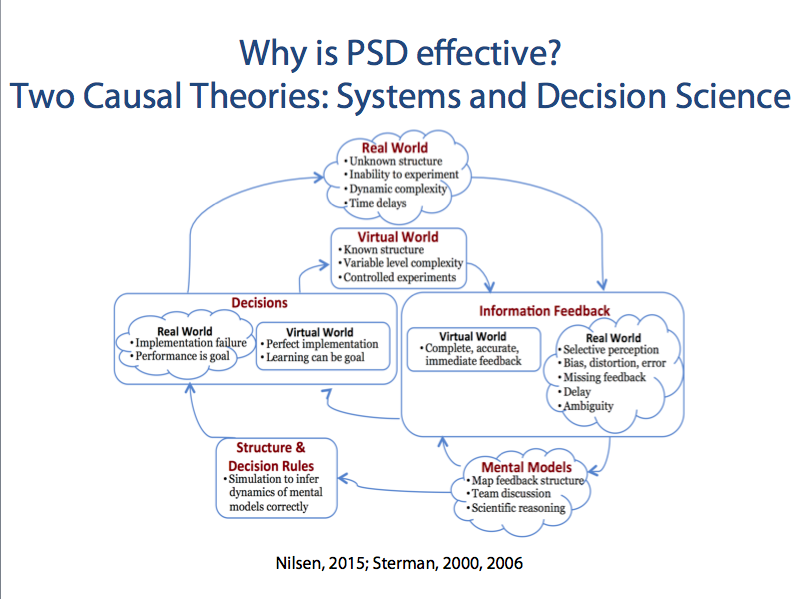 Why is PSD effective?
Two Causal Theories: Systems and Decision Science
Real World
• Unknown structure
• Inability to experiment
• Dynamic complexity
• Time delays
Virtual World
• Known structure
• Variable level complexity
• Controlled experiments
Decisions
Real World
• Implementation failure
• Performance is goal
Virtual World
• Perfect implementation
• Learning can be goal
Information Feedback
Virtual World
• Complete, accurate,
immediate feedback
Real World
• Selective perception
• Bias, distortion, error
• Missing feedback
• Delay
• Ambiguity
Structure &
Decision Rules
• Simulation to infer
dynamics of mental
models correctly
Mental Models
• Map feedback structure
• Team discussion
• Scientific reasoning
Nilsen, 2015; Sterman, 2000, 2006